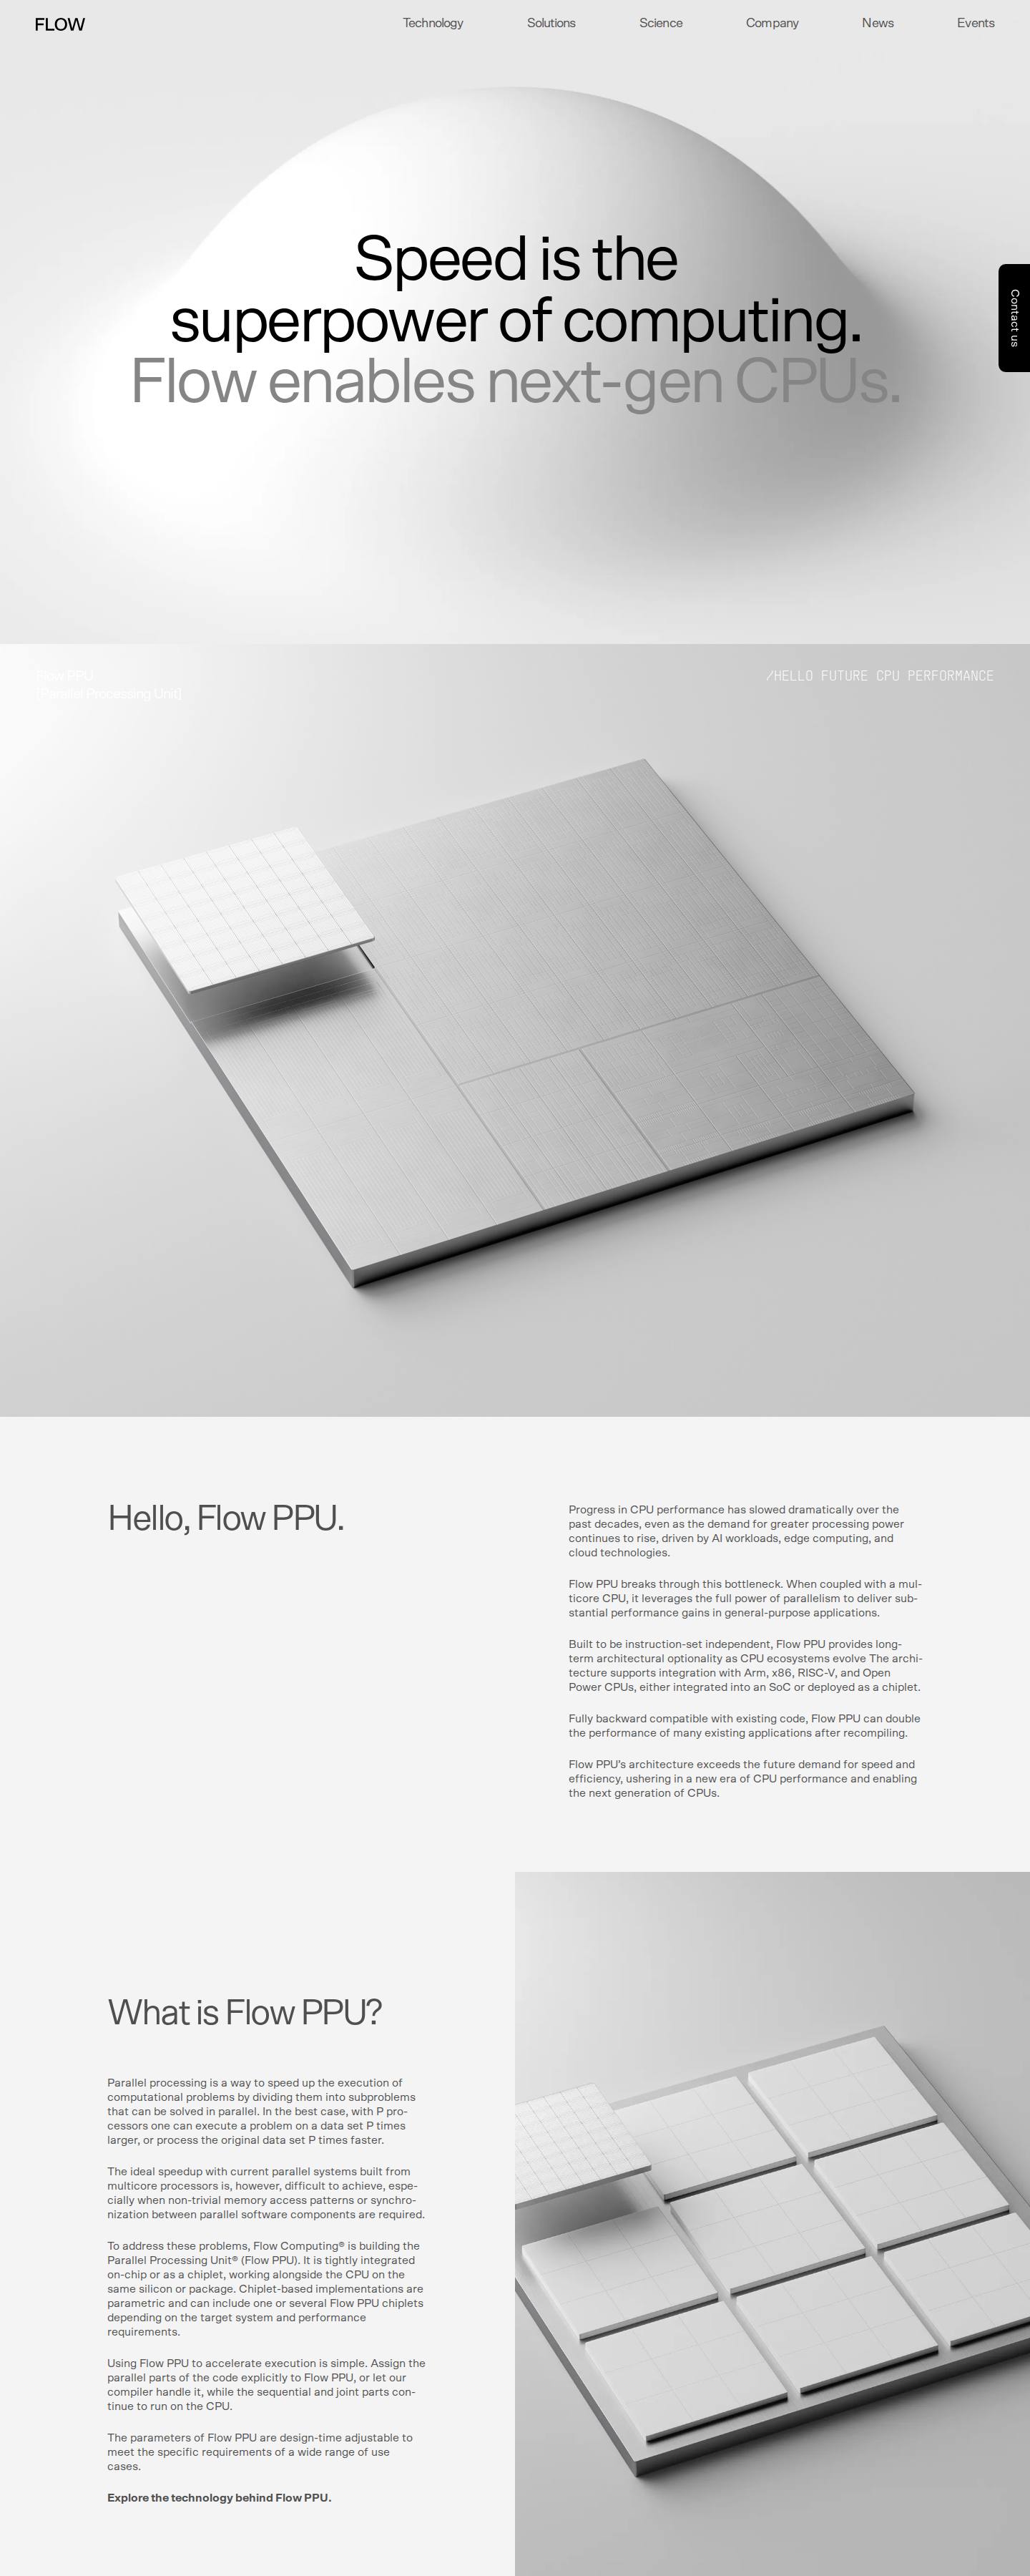 FLOW
Technology
Solutions
Science
Company
News
Events
Speed is the
superpower of computing.
Flow enables next-gen CPUs.
Contact us
Flow PPU
[Parallel Processing Unit]
/HELLO FUTURE CPU PERFORMANCE
Hello, Flow PPU.
Progress in CPU performance has slowed dramatically over the
past decades, even as the demand for greater processing power
continues to rise, driven by AI workloads, edge computing, and
cloud technologies.
Flow PPU breaks through this bottleneck. When coupled with a mul-
ticore CPU, it leverages the full power of parallelism to deliver sub-
stantial performance gains in general-purpose applications.
Built to be instruction-set independent, Flow PPU provides long-
term architectural optionality as CPU ecosystems evolve The archi-
tecture supports integration with Arm, x86, RISC-V, and Open
Power CPUs, either integrated into an SoC or deployed as a chiplet.
Fully backward compatible with existing code, Flow PPU can double
the performance of many existing applications after recompiling.
Flow PPU's architecture exceeds the future demand for speed and
efficiency, ushering in a new era of CPU performance and enabling
the next generation of CPUs.
What is Flow PPU?
Parallel processing is a way to speed up the execution of
computational problems by dividing them into subproblems
that can be solved in parallel. In the best case, with P pro-
cessors one can execute a problem on a data set P times
larger, or process the original data set P times faster.
The ideal speedup with current parallel systems built from
multicore processors is, however, difficult to achieve, espe-
cially when non-trivial memory access patterns or synchro-
nization between parallel software components are required.
To address these problems, Flow Computing® is building the
Parallel Processing Unit® (Flow PPU). It is tightly integrated
on-chip or as a chiplet, working alongside the CPU on the
same silicon or package. Chiplet-based implementations are
parametric and can include one or several Flow PPU chiplets
depending on the target system and performance
requirements.
Using Flow PPU to accelerate execution is simple. Assign the
parallel parts of the code explicitly to Flow PPU, or let our
compiler handle it, while the sequential and joint parts con-
tinue to run on the CPU.
The parameters of Flow PPU are design-time adjustable to
meet the specific requirements of a wide range of use
cases.
Explore the technology behind Flow PPU.